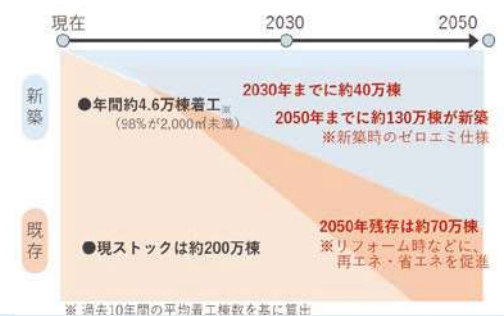 現在 2030 2050
新築
●年間約4.6万棟着工※
(98%が2,000㎡未満)
2030年までに約40万棟
2050年までに約130万棟が新築
※新築時のゼロエミ仕様
既存
●現ストックは約200万棟
2050年残存は約70万棟
※リフォーム時などに、
再エネ・省エネを促進
※ 過去10年間の平均着工棟数を基に算出